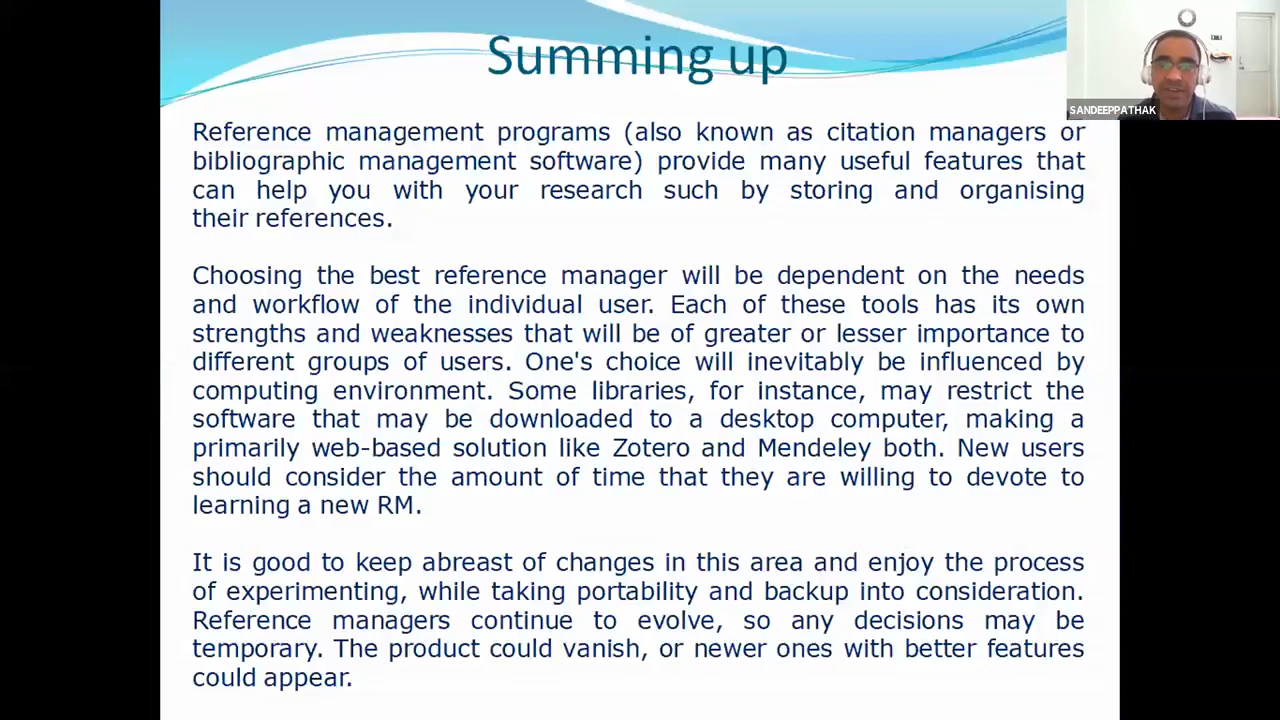 Summing up
SANDEEPPATHAK
Reference management programs (also known as citation managers or
bibliographic management software) provide many useful features that
can help you with your research such by storing and organising
their references.
Choosing the best reference manager will be dependent on the needs
and workflow of the individual user. Each of these tools has its own
strengths and weaknesses that will be of greater or lesser importance to
different groups of users. One's choice will inevitably be influenced by
computing environment. Some libraries, for instance, may restrict the
software that may be downloaded to a desktop computer, making a
primarily web-based solution like Zotero and Mendeley both. New users
should consider the amount of time that they are willing to devote to
learning a new RM.
It is good to keep abreast of changes in this area and enjoy the process
of experimenting, while taking portability and backup into consideration.
Reference managers continue to evolve, so any decisions may be
temporary. The product could vanish, or newer ones with better features
could appear.